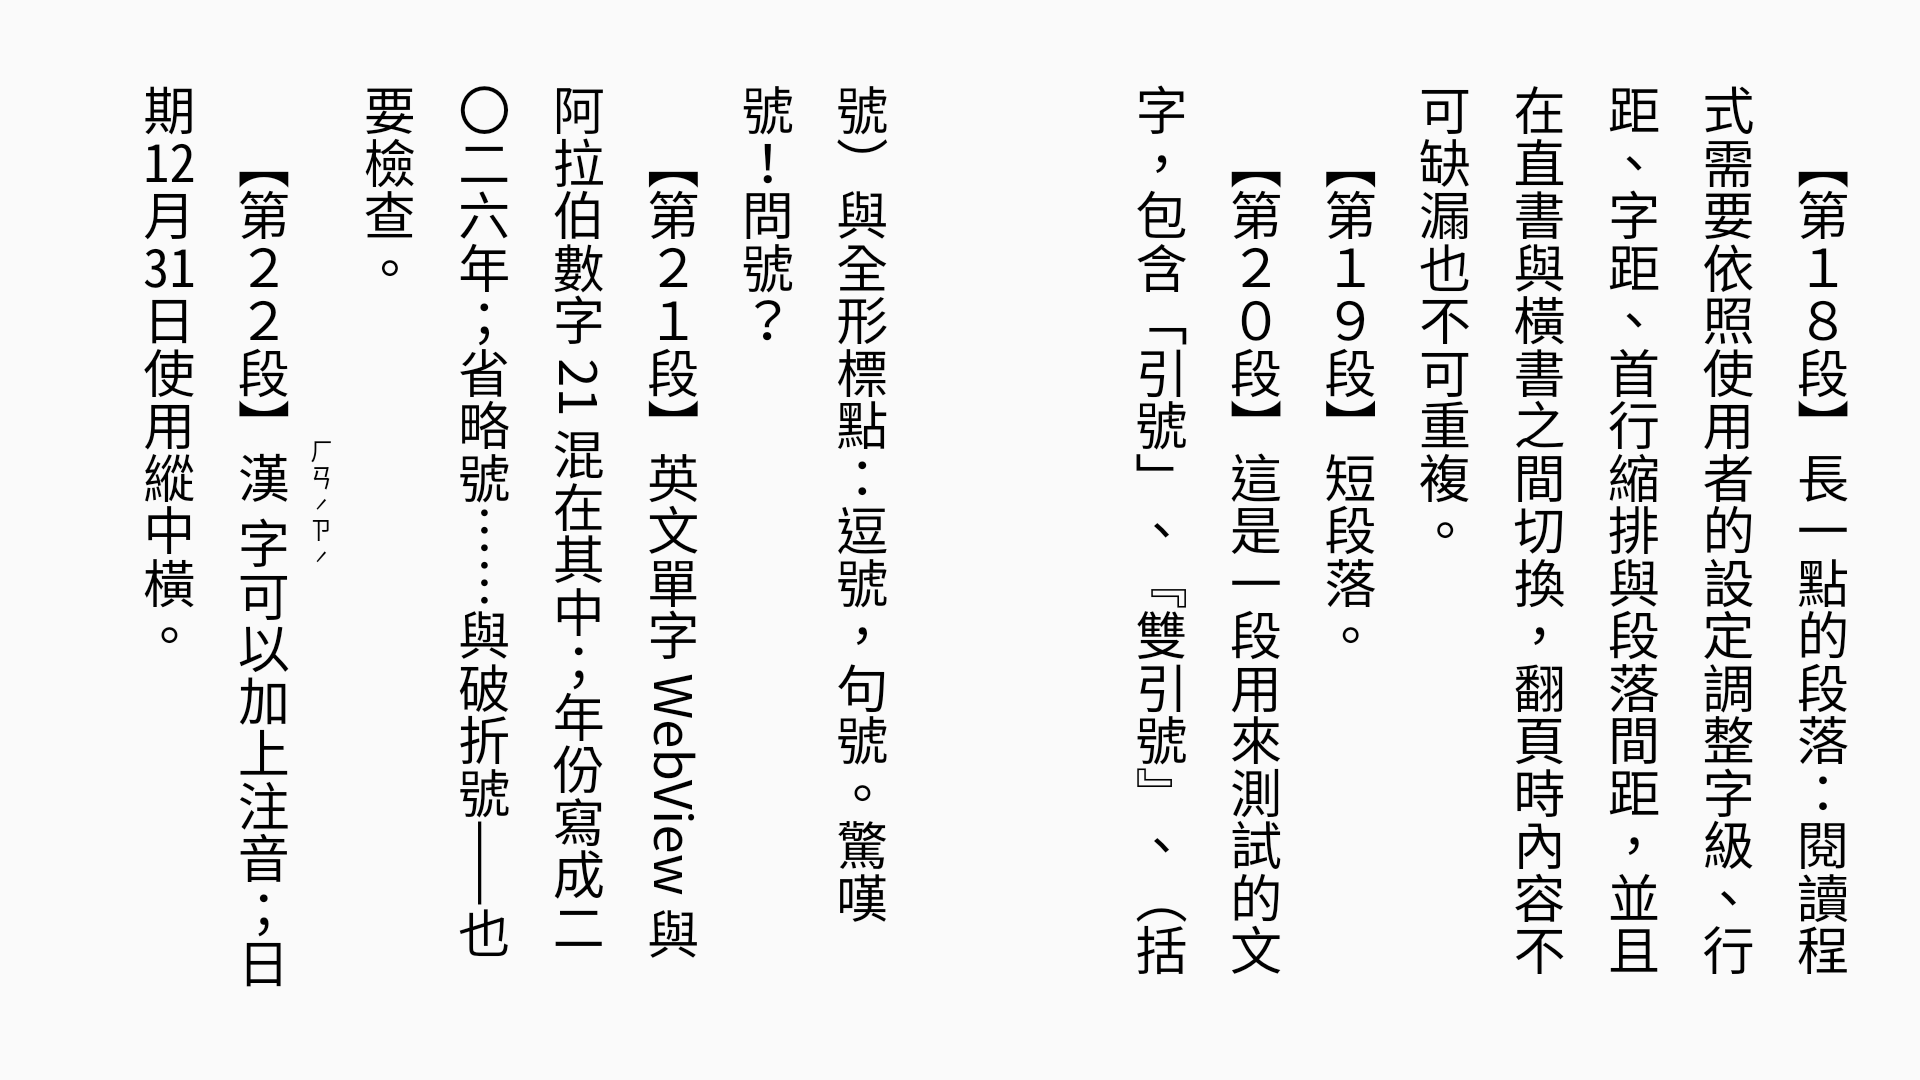 【第１８段】長一點的段落：閱讀程
式需要依照使用者的設定調整字級、行
距、字距、首行縮排與段落間距，並且
在直書與橫書之間切換，翻頁時內容不
可缺漏也不可重複。
【第１９段】短段落。
【第２０段】這是一段用來測試的文
字，包含「引號」、『雙引號』、（括
號）與全形標點：逗號，句號。驚嘆
號！問號？
【第２１段】英文單字 WebView 與
阿拉伯數字 21 混在其中；年份寫成二
〇二六年；省略號……與破折號——也
要檢查。
【第２２段】漢字可以加上注音；日
ㄏㄢˊㄗˊ
期12月31日使用縱中橫。